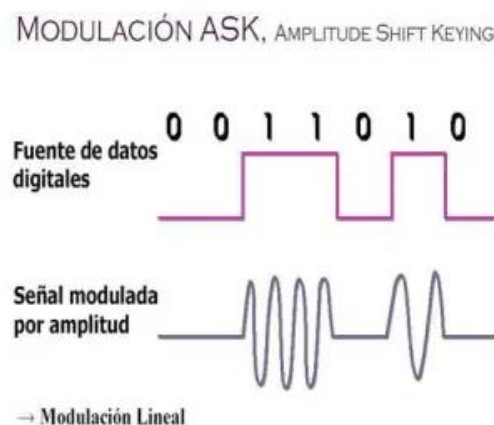 MODULACIÓN ASK, AMPLITUDE SHIFT KEYING
0 0 1 1 0 1 0
Fuente de datos
digitales
Señal modulada
por amplitud
→ Modulación Lineal